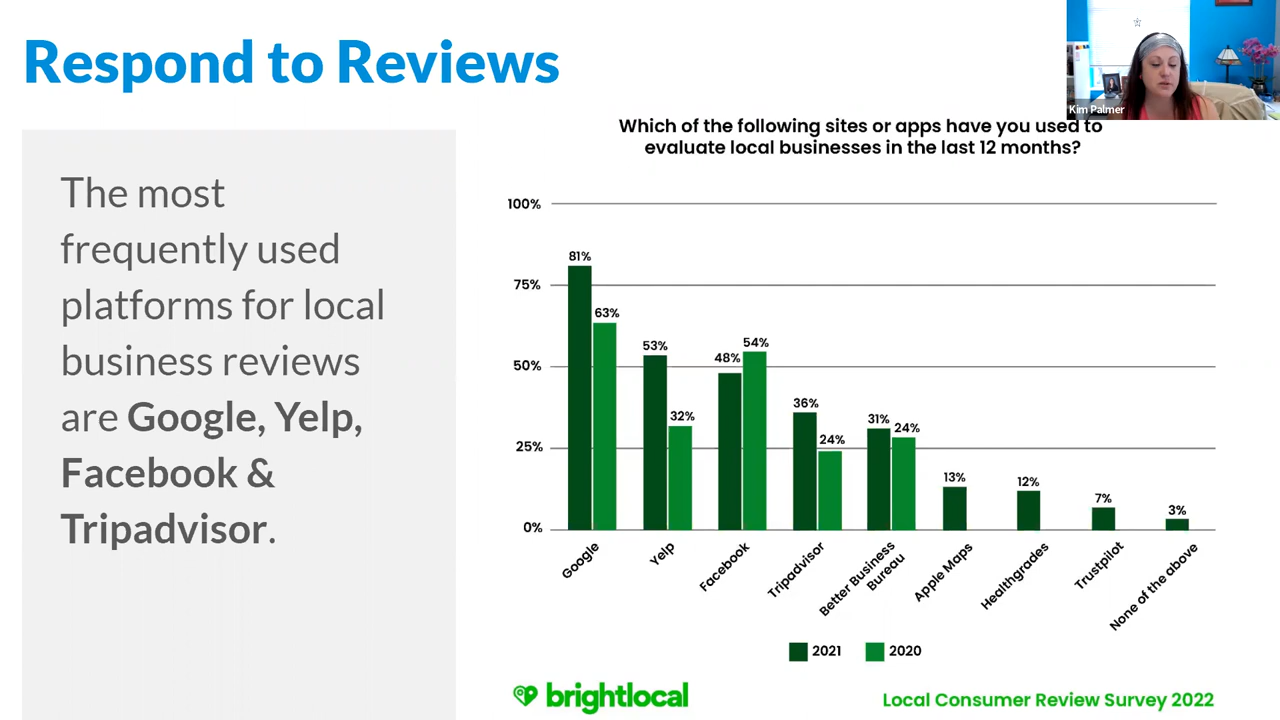 Respond to Reviews
Kim Palmer
The most
frequently used
platforms for local
business reviews
are Google, Yelp,
Facebook &
Tripadvisor.
Which of the following sites or apps have you used to
evaluate local businesses in the last 12 months?
100%
75%
50%
25%
0%
81%
63%
53%
32%
48%
54%
36%
24%
31%
24%
13%
12%
7%
3%
Google
Yelp
Facebook
Tripadvisor
Better Business
Bureau
Apple Maps
Healthgrades
Trustpilot
None of the above
2021
2020
brightlocal
Local Consumer Review Survey 2022